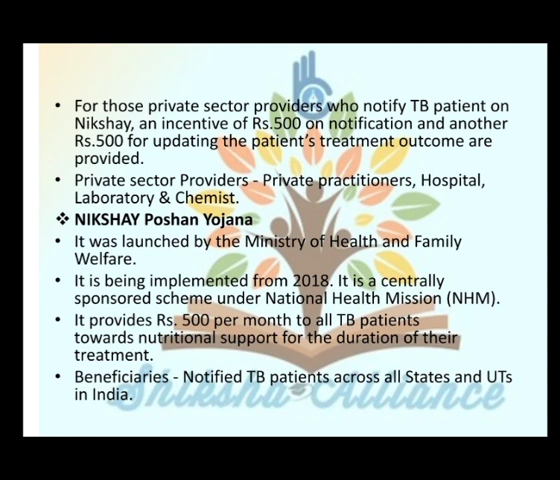 • For those private sector providers who notify TB patient on
Nikshay, an incentive of Rs.500 on notification and another
Rs.500 for updating the patient's treatment outcome are
provided.
• Private sector Providers - Private practitioners, Hospital,
Laboratory & Chemist.
❖ NIKSHAY Poshan Yojana
• It was launched by the Ministry of Health and Family
Welfare.
• It is being implemented from 2018. It is a centrally
sponsored scheme under National Health Mission (NHM).
• It provides Rs. 500 per month to all TB patients
towards nutritional support for the duration of their
treatment.
• Beneficiaries - Notified TB patients across all States and UTs
in India.
Shiksha Alliance